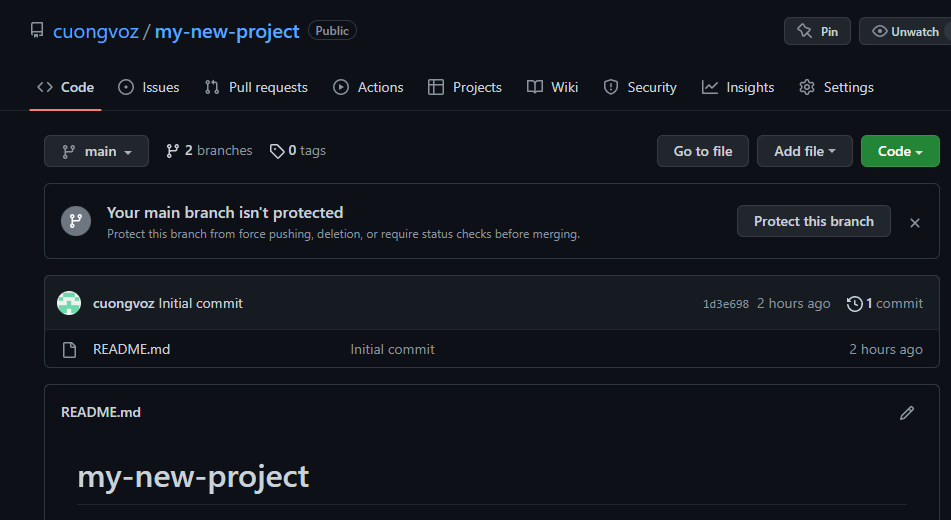 cuongvoz / my-new-project Public Pin Unwatch
Code Issues Pull requests Actions Projects Wiki Security Insights Settings
main 2 branches 0 tags Go to file Add file Code
Your main branch isn't protected
Protect this branch from force pushing, deletion, or require status checks before merging.
Protect this branch
cuongvoz Initial commit 1d3e698 2 hours ago 1 commit
README.md Initial commit 2 hours ago
README.md
my-new-project